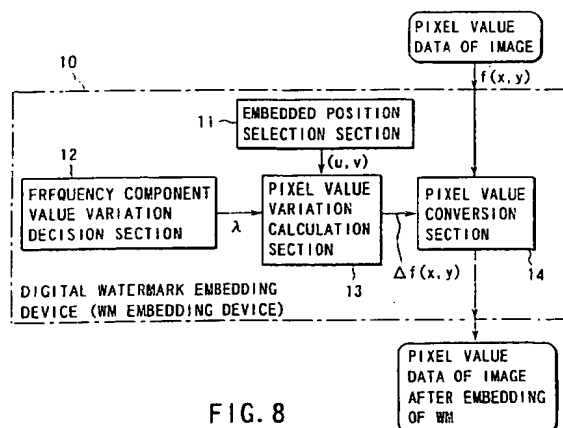 PIXEL VALUE
DATA OF IMAGE
10
f(x, y)
11
EMBEDDED POSITION
SELECTION SECTION
12
(u, v)
FREQUENCY COMPONENT
VALUE VARIATION
DECISION SECTION
λ
PIXEL VALUE
VARIATION
CALCULATION
SECTION
PIXEL VALUE
CONVERSION
SECTION
13
Δf(x, y)
14
DIGITAL WATERMARK EMBEDDING
DEVICE (WM EMBEDDING DEVICE)
PIXEL VALUE
DATA OF IMAGE
AFTER EMBEDDING
OF WM
FIG. 8